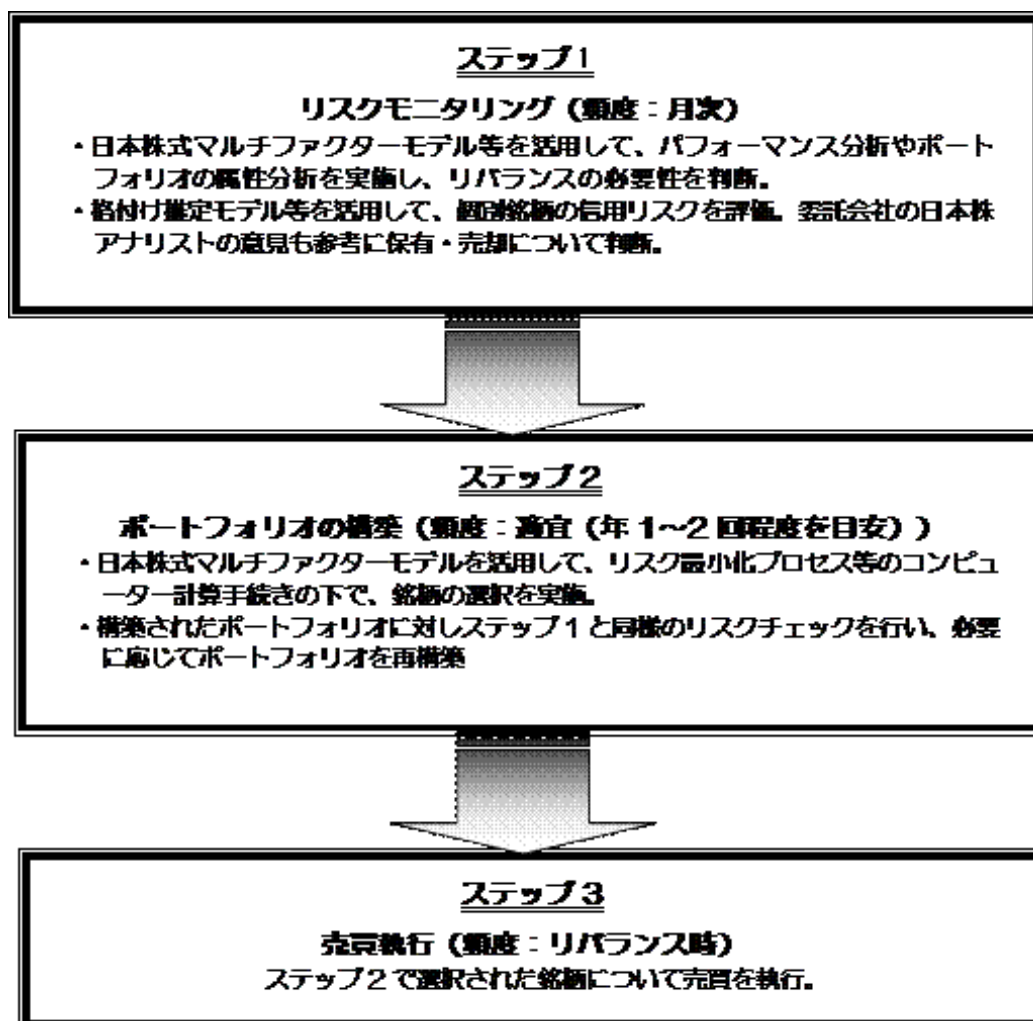 ステップ1
リスクモニタリング（頻度：月次）
・日本株式マルチファクターモデル等を活用して、パフォーマンス分析やポート
フォリオの属性分析を実施し、リバランスの必要性を判断。
・格付け推定モデル等を活用して、個別銘柄の信用リスクを評価。委託会社の日本株
アナリストの意見も参考に保有・売却について判断。
ステップ2
ポートフォリオの構築（頻度：適宜（年1～2回程度を目安））
・日本株式マルチファクターモデルを活用して、リスク最小化プロセス等のコンピュ
ーター計算手続きの下で、銘柄の選択を実施。
・構築されたポートフォリオに対しステップ1と同様のリスクチェックを行い、必要
に応じてポートフォリオを再構築
ステップ3
売買執行（頻度：リバランス時）
ステップ2で選択された銘柄について売買を執行。